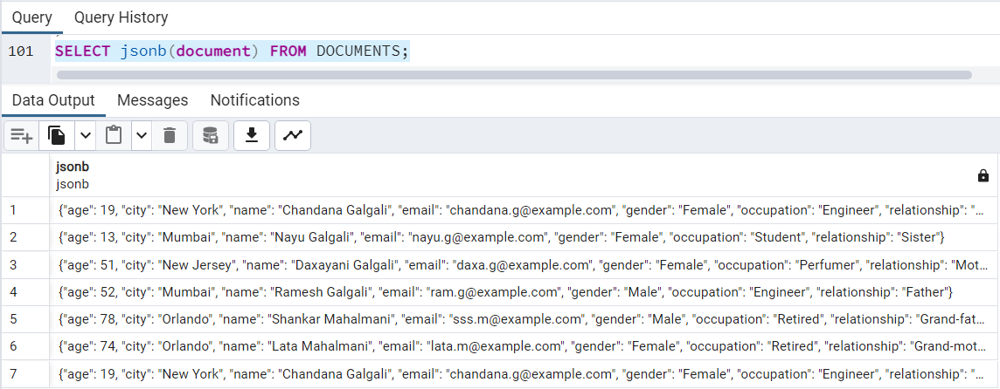 Query Query History
101 SELECT jsonb(document) FROM DOCUMENTS;
Data Output Messages Notifications
jsonb
jsonb
1 {"age": 19, "city": "New York", "name": "Chandana Galgali", "email": "chandana.g@example.com", "gender": "Female", "occupation": "Engineer", "relationship": "...
2 {"age": 13, "city": "Mumbai", "name": "Nayu Galgali", "email": "nayu.g@example.com", "gender": "Female", "occupation": "Student", "relationship": "Sister"}
3 {"age": 51, "city": "New Jersey", "name": "Daxayani Galgali", "email": "daxa.g@example.com", "gender": "Female", "occupation": "Perfumer", "relationship": "Mot...
4 {"age": 52, "city": "Mumbai", "name": "Ramesh Galgali", "email": "ram.g@example.com", "gender": "Male", "occupation": "Engineer", "relationship": "Father"}
5 {"age": 78, "city": "Orlando", "name": "Shankar Mahalmani", "email": "sss.m@example.com", "gender": "Male", "occupation": "Retired", "relationship": "Grand-fat...
6 {"age": 74, "city": "Orlando", "name": "Lata Mahalmani", "email": "lata.m@example.com", "gender": "Female", "occupation": "Retired", "relationship": "Grand-mot...
7 {"age": 19, "city": "New York", "name": "Chandana Galgali", "email": "chandana.g@example.com", "gender": "Female", "occupation": "Engineer", "relationship": "...